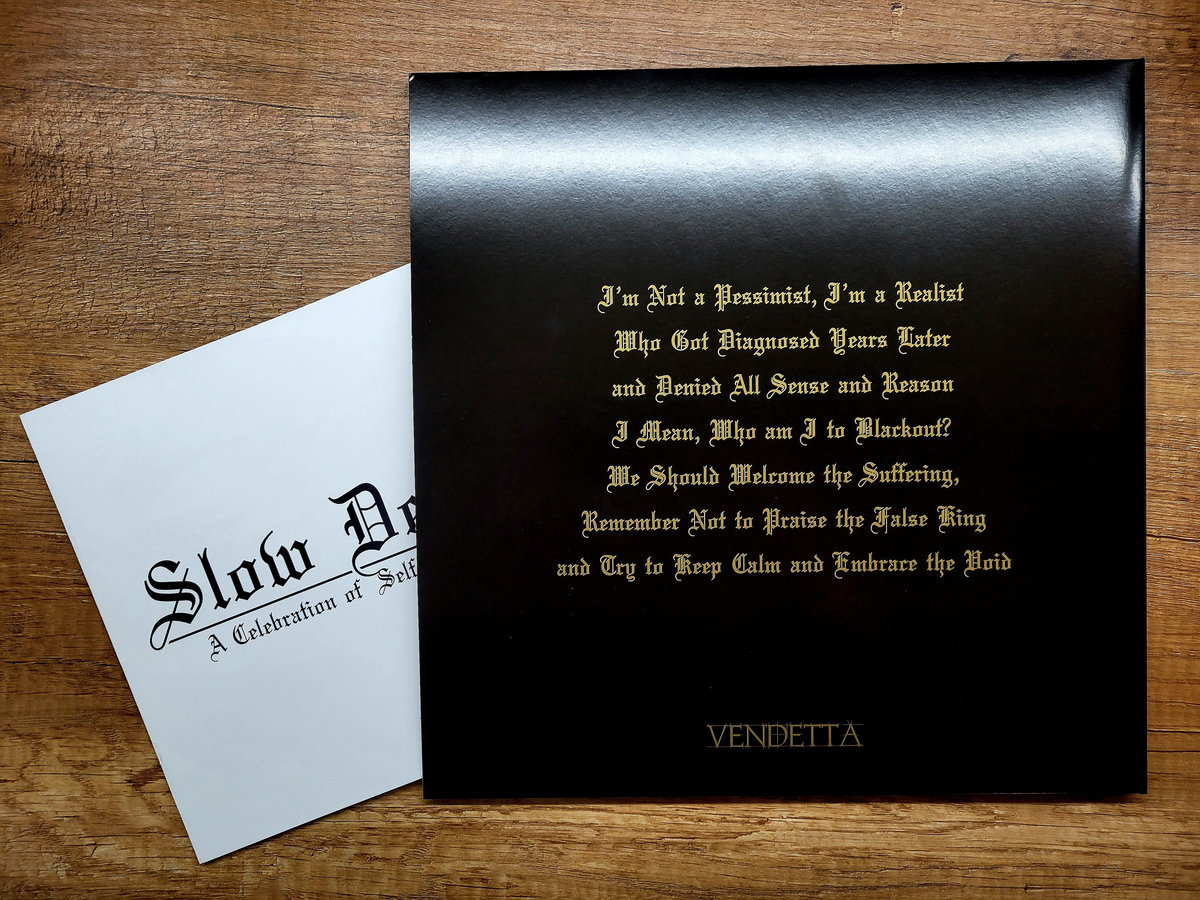 I'm Not a Pessimist, I'm a Realist
Who Got Diagnosed Years Later
and Denied All Sense and Reason
I Mean, Who am I to Blackout?
We Should Welcome the Suffering,
Remember Not to Praise the False King
and Try to Keep Calm and Embrace the Void
VENDETTA
Slow De
A Celebration of Self